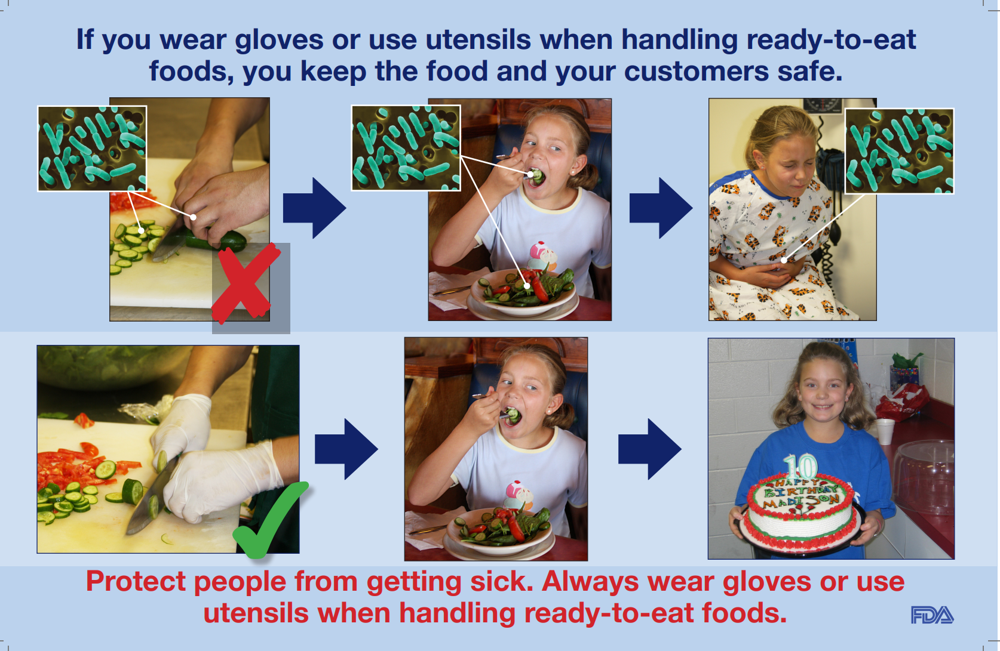 If you wear gloves or use utensils when handling ready-to-eat
foods, you keep the food and your customers safe.
10
HAPPY
BIRTHDAY
MADISON
Protect people from getting sick. Always wear gloves or use
utensils when handling ready-to-eat foods.
FDA